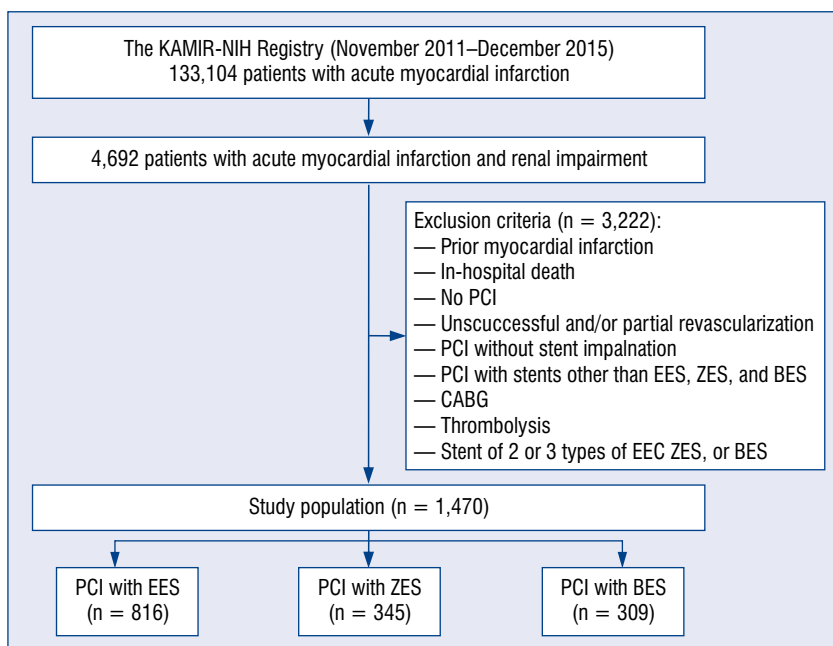 The KAMIR-NIH Registry (November 2011–December 2015)
133,104 patients with acute myocardial infarction
4,692 patients with acute myocardial infarction and renal impairment
Exclusion criteria (n = 3,222):
— Prior myocardial infarction
— In-hospital death
— No PCI
— Unscuccessful and/or partial revascularization
— PCI without stent impalnation
— PCI with stents other than EES, ZES, and BES
— CABG
— Thrombolysis
— Stent of 2 or 3 types of EEC ZES, or BES
Study population (n = 1,470)
PCI with EES
(n = 816)
PCI with ZES
(n = 345)
PCI with BES
(n = 309)